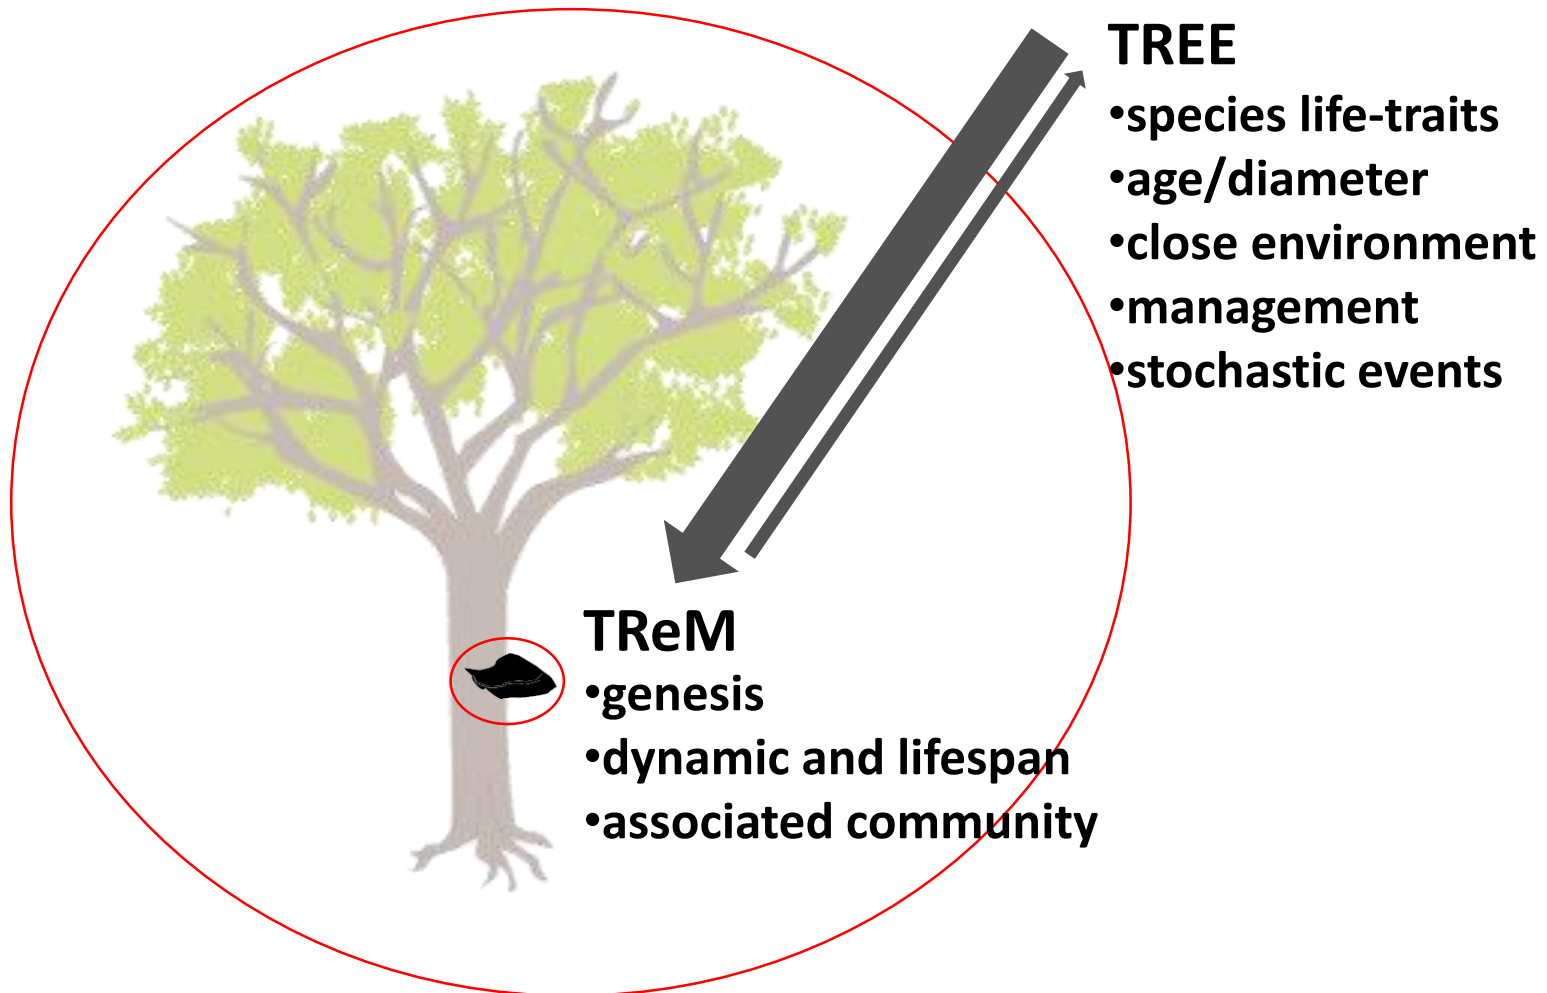 TREE
•species life-traits
•age/diameter
•close environment
•management
•stochastic events
TReM
•genesis
•dynamic and lifespan
•associated community